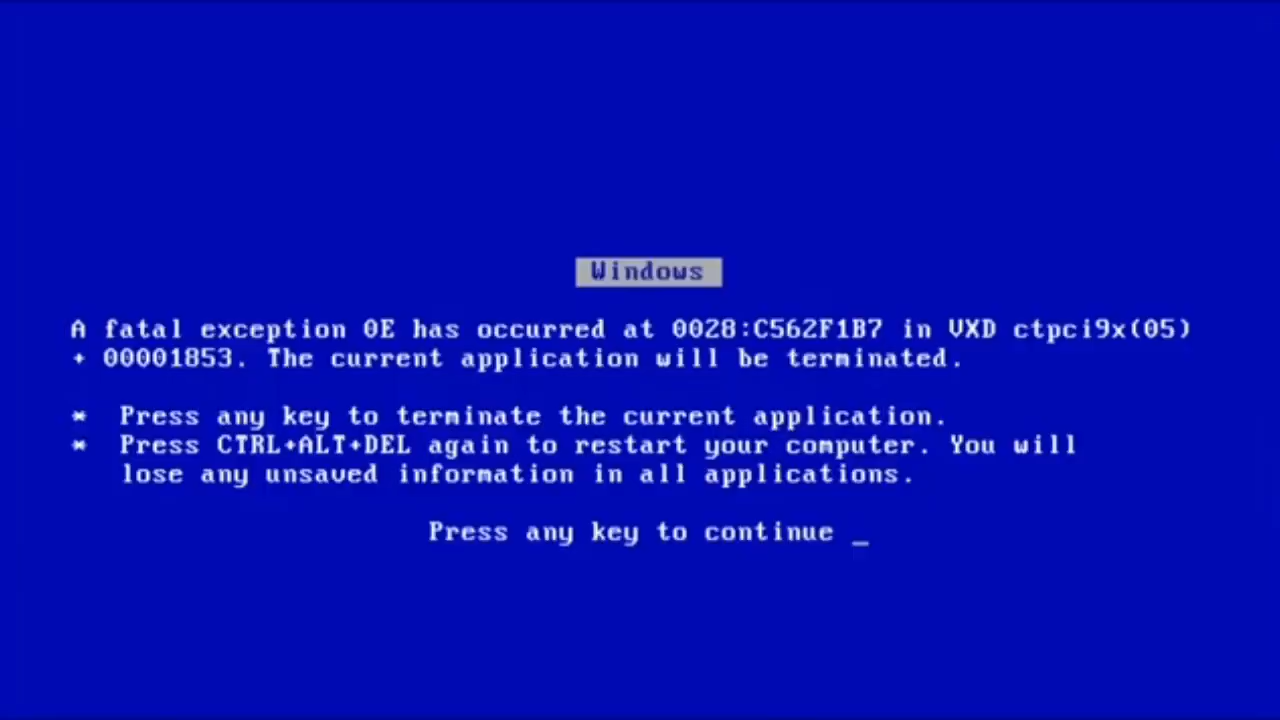 Windows
A fatal exception 0E has occurred at 0028:C562F1B7 in VXD ctpci9x(05)
+ 00001853. The current application will be terminated.
* Press any key to terminate the current application.
* Press CTRL+ALT+DEL again to restart your computer. You will
lose any unsaved information in all applications.
Press any key to continue _